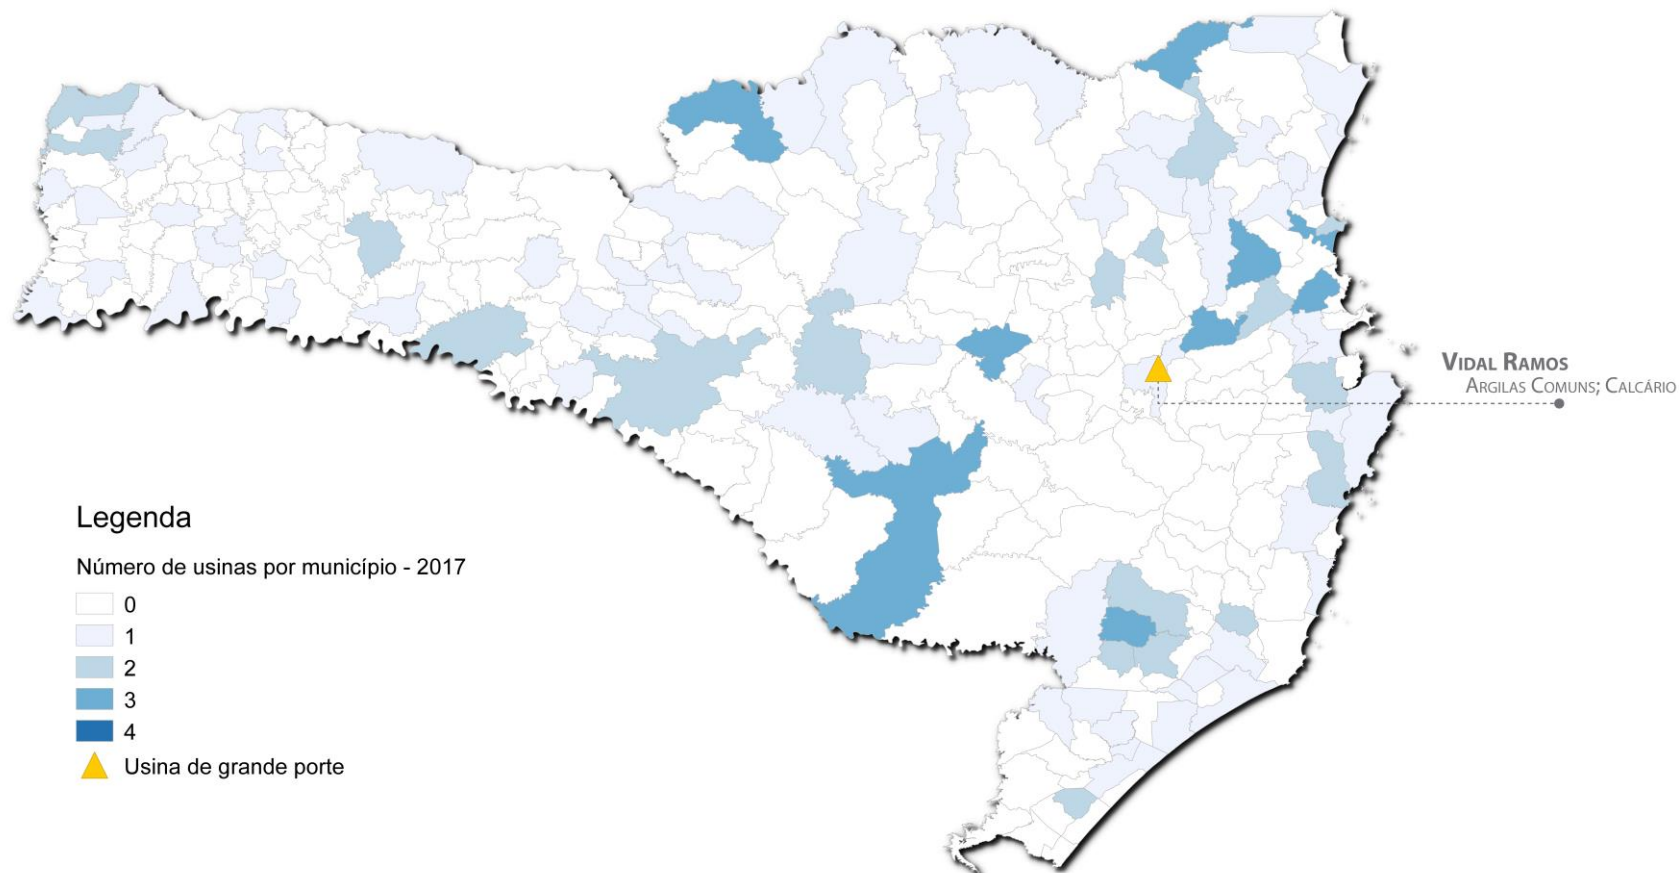 VIDAL RAMOS
ARGILAS COMUNS; CALCÁRIO
Legenda
Número de usinas por município - 2017
0
1
2
3
4
Usina de grande porte